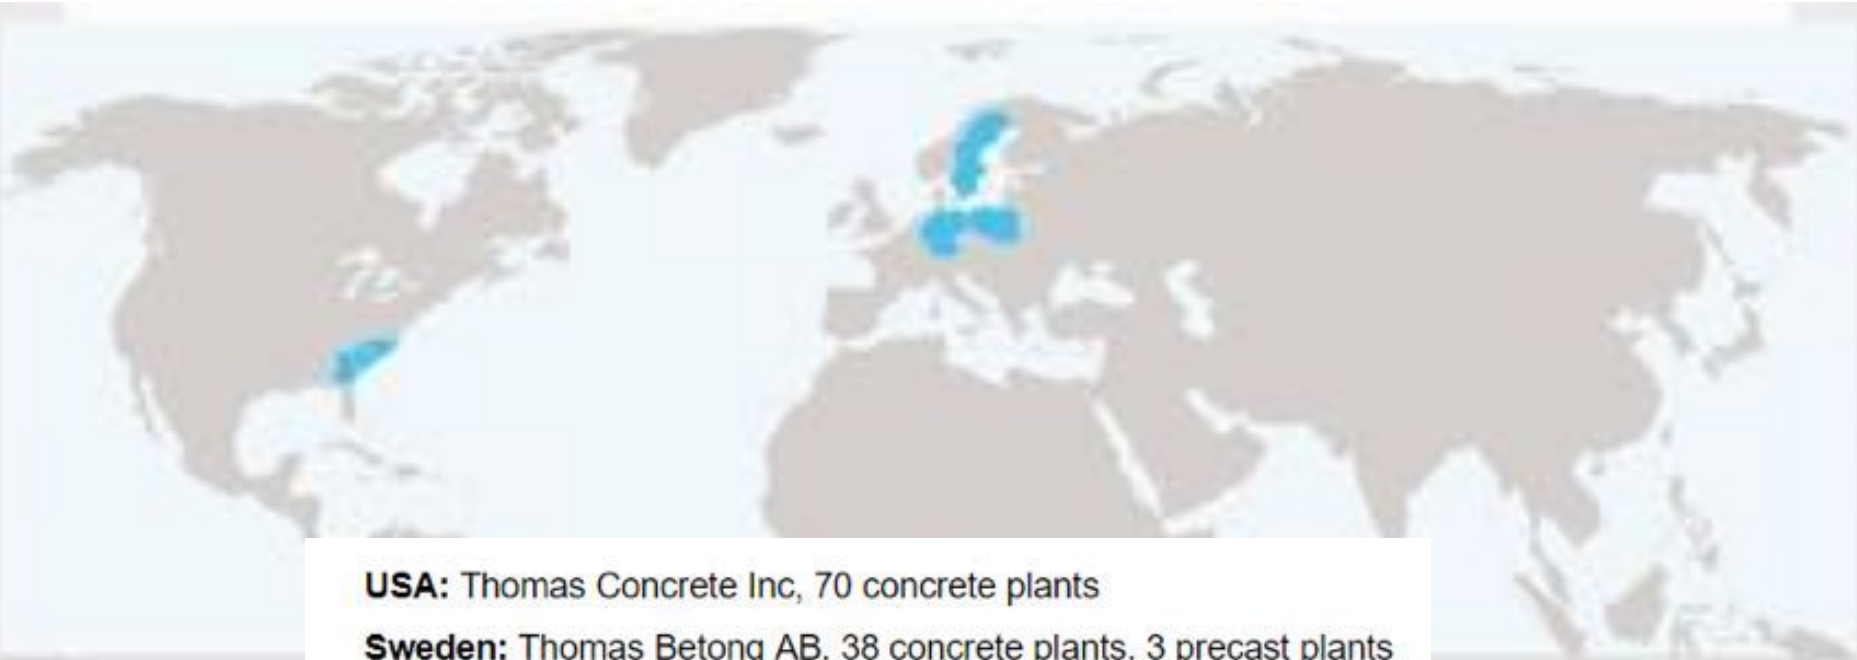 USA: Thomas Concrete Inc, 70 concrete plants
Sweden: Thomas Betong AB, 38 concrete plants, 3 precast plants